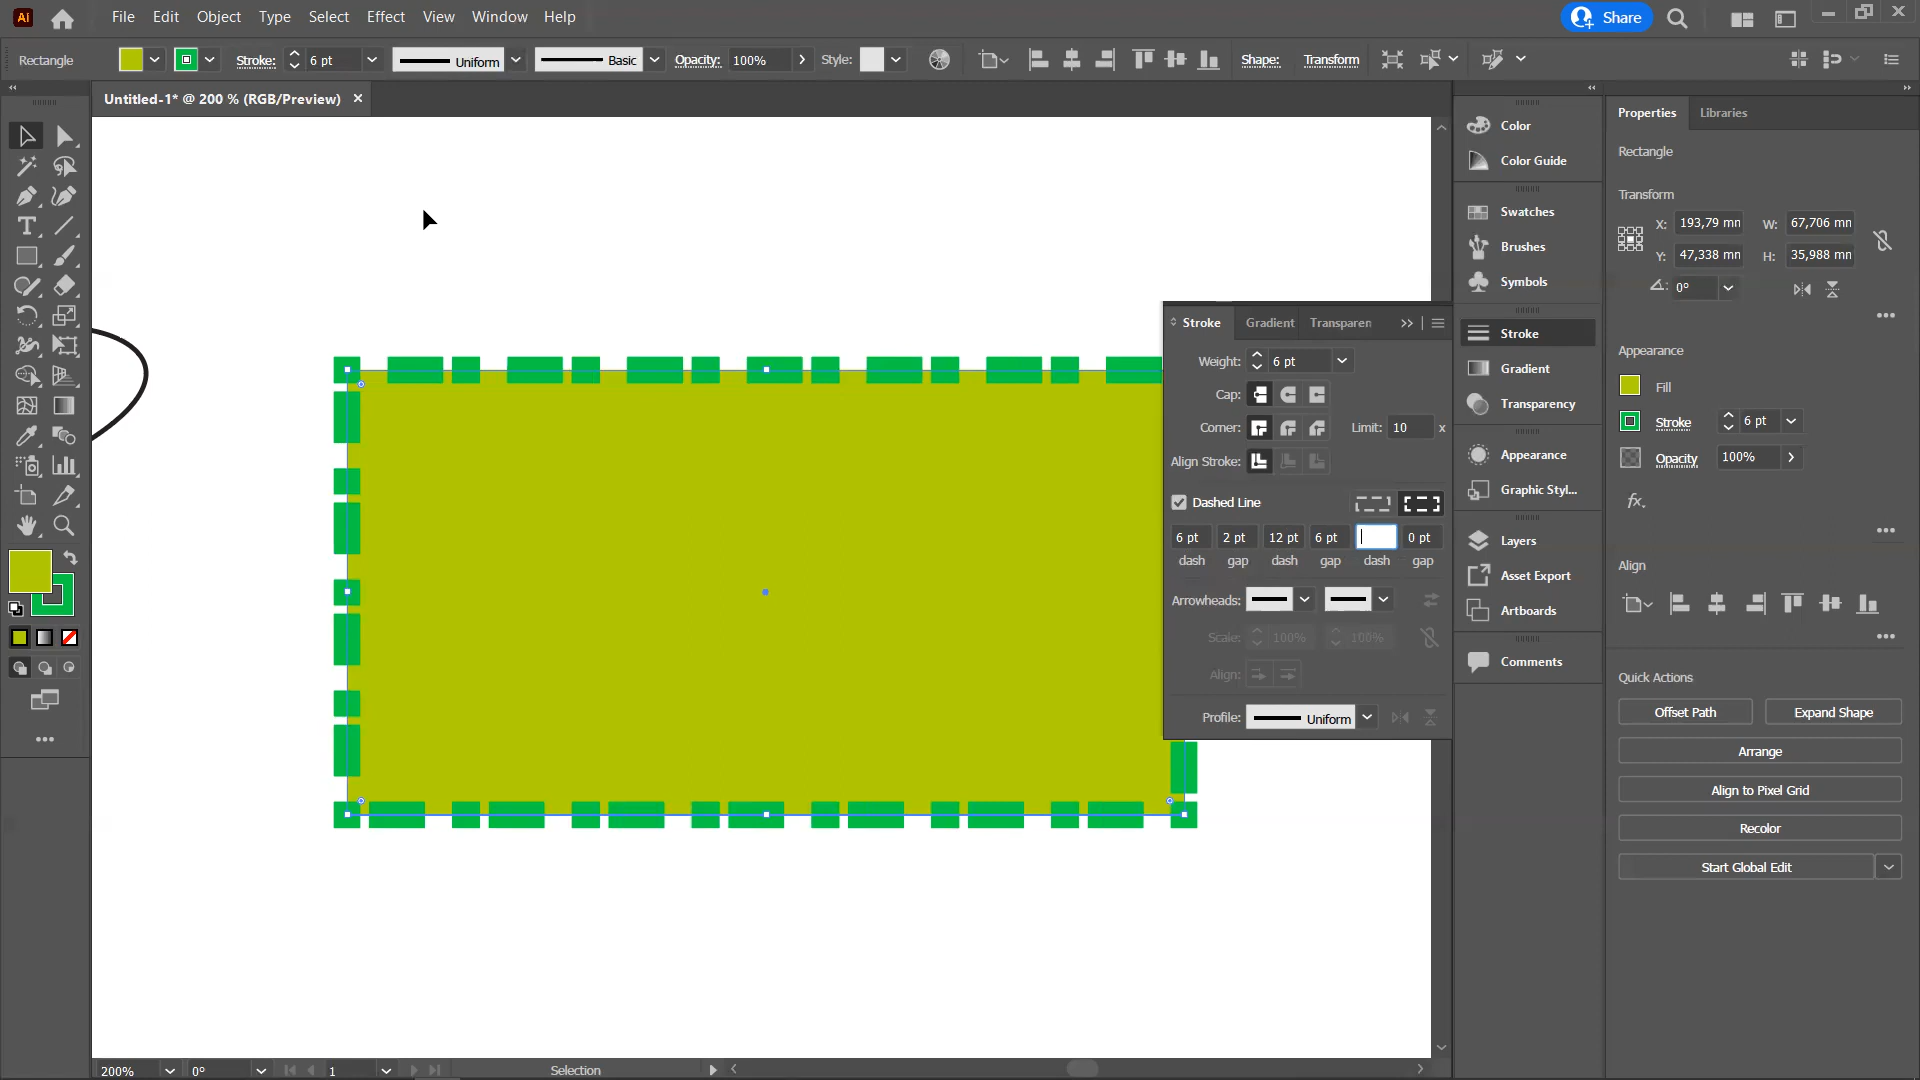 Ai File Edit Object Type Select Effect View Window Help Share
Rectangle Stroke: 6 pt Uniform Basic Opacity: 100% Style: Shape: Transform
Untitled-1* @ 200 % (RGB/Preview)
Color
Color Guide
Swatches
Brushes
Symbols
Stroke
Gradient
Transparency
Appearance
Graphic Styl...
Layers
Asset Export
Artboards
Comments
Stroke Gradient Transparen
Weight: 6 pt
Cap:
Corner: Limit: 10 x
Align Stroke:
Dashed Line
6 pt 2 pt 12 pt 6 pt 0 pt
dash gap dash gap dash gap
Arrowheads:
Scale: 100% 100%
Align:
Profile: Uniform
Properties Libraries
Rectangle
Transform
X: 193,79 mn W: 67,706 mn
Y: 47,338 mn H: 35,988 mn
0°
Appearance
Fill
Stroke 6 pt
Opacity 100%
fx.
Align
Quick Actions
Offset Path Expand Shape
Arrange
Align to Pixel Grid
Recolor
Start Global Edit
200% 0° 1 Selection